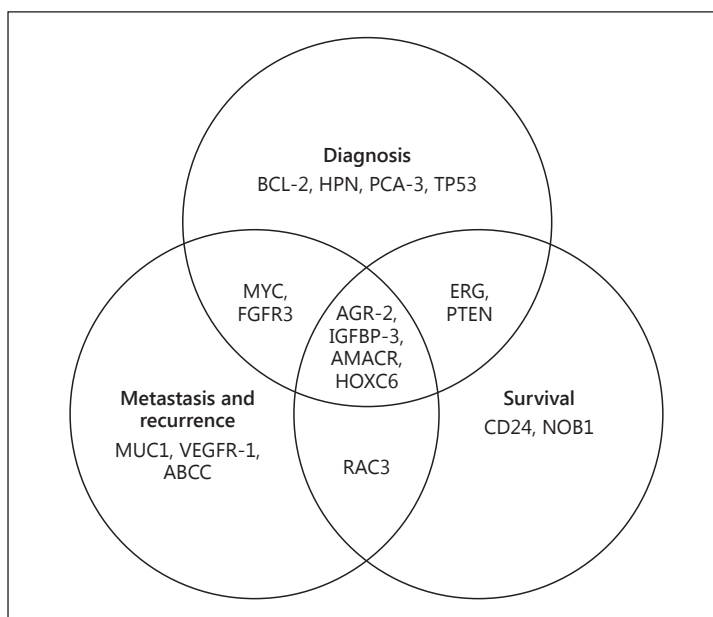 Diagnosis
BCL-2, HPN, PCA-3, TP53
MYC,
FGFR3
AGR-2,
IGFBP-3,
AMACR,
HOXC6
ERG,
PTEN
Metastasis and
recurrence
MUC1, VEGFR-1,
ABCC
Survival
CD24, NOB1
RAC3